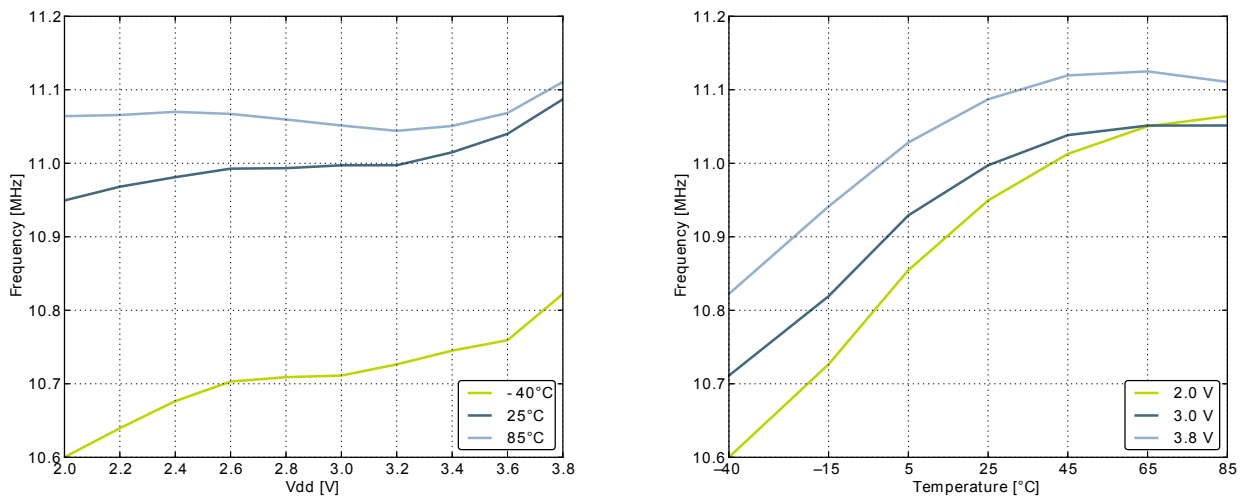 11.2
11.1
11.0
10.9
10.8
10.7
10.6
Frequency [MHz]
2.0 2.2 2.4 2.6 2.8 3.0 3.2 3.4 3.6 3.8
Vdd [V]
-40°C
25°C
85°C
11.2
11.1
11.0
10.9
10.8
10.7
10.6
Frequency [MHz]
–40 –15 5 25 45 65 85
Temperature [°C]
2.0 V
3.0 V
3.8 V